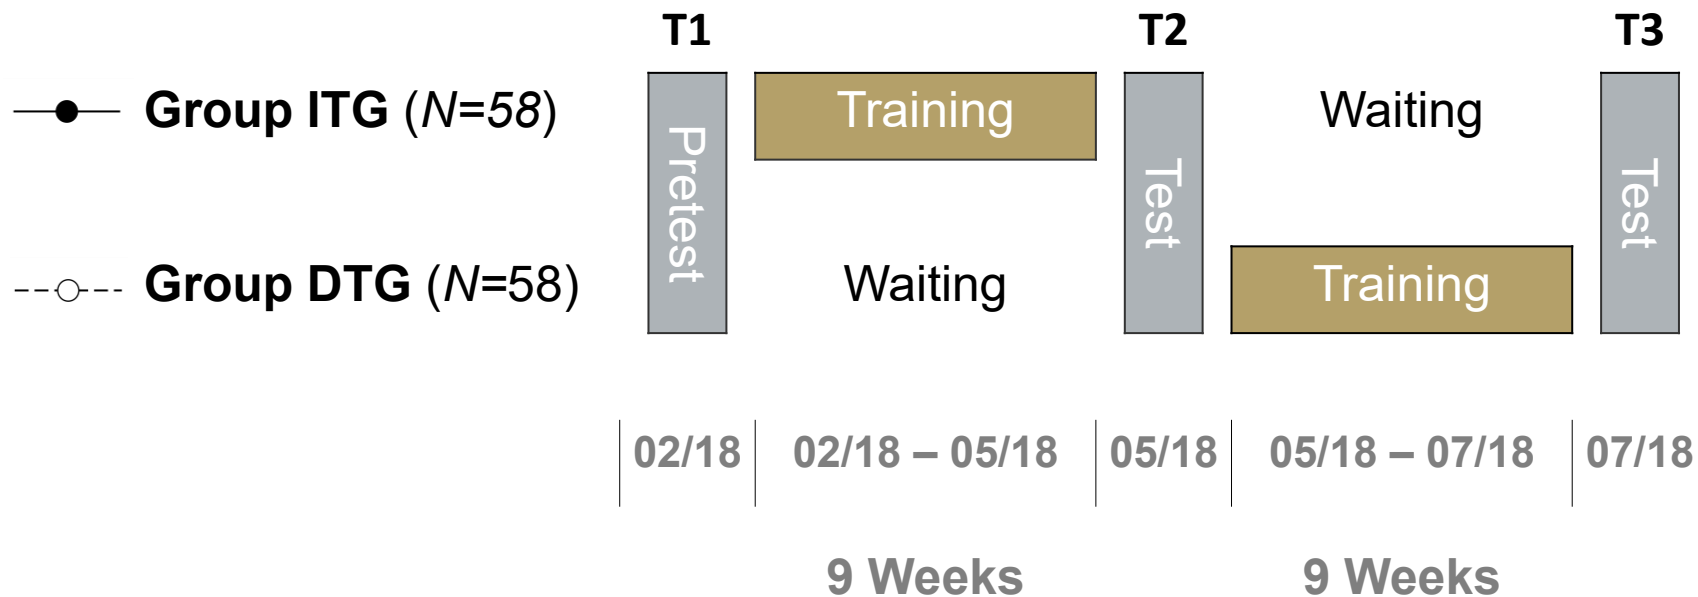 T1 T2 T3
Group ITG (N=58) Training Waiting
Pretest Test Test
Group DTG (N=58) Waiting Training
02/18 02/18 – 05/18 05/18 05/18 – 07/18 07/18
9 Weeks 9 Weeks